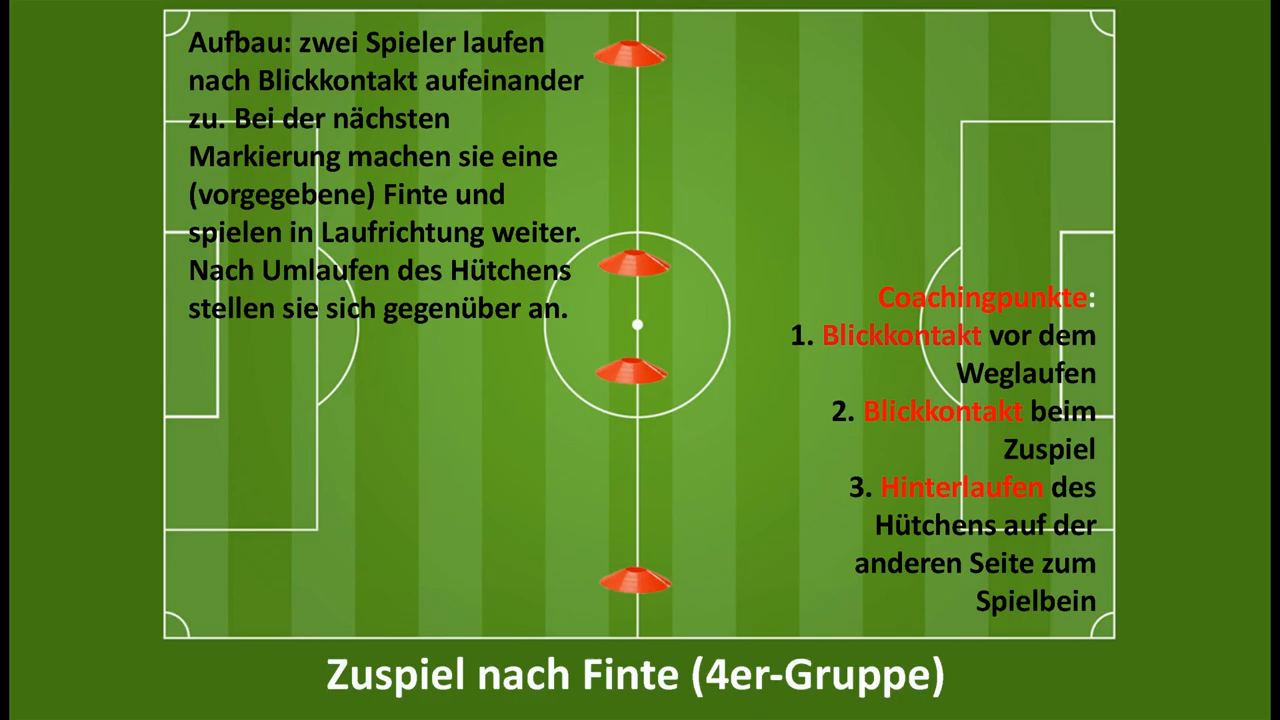 Aufbau: zwei Spieler laufen
nach Blickkontakt aufeinander
zu. Bei der nächsten
Markierung machen sie eine
(vorgegebene) Finte und
spielen in Laufrichtung weiter.
Nach Umlaufen des Hütchens
stellen sie sich gegenüber an.
Coachingpunkte:
1. Blickkontakt vor dem
Weglaufen
2. Blickkontakt beim
Zuspiel
3. Hinterlaufen des
Hütchens auf der
anderen Seite zum
Spielbein
Zuspiel nach Finte (4er-Gruppe)